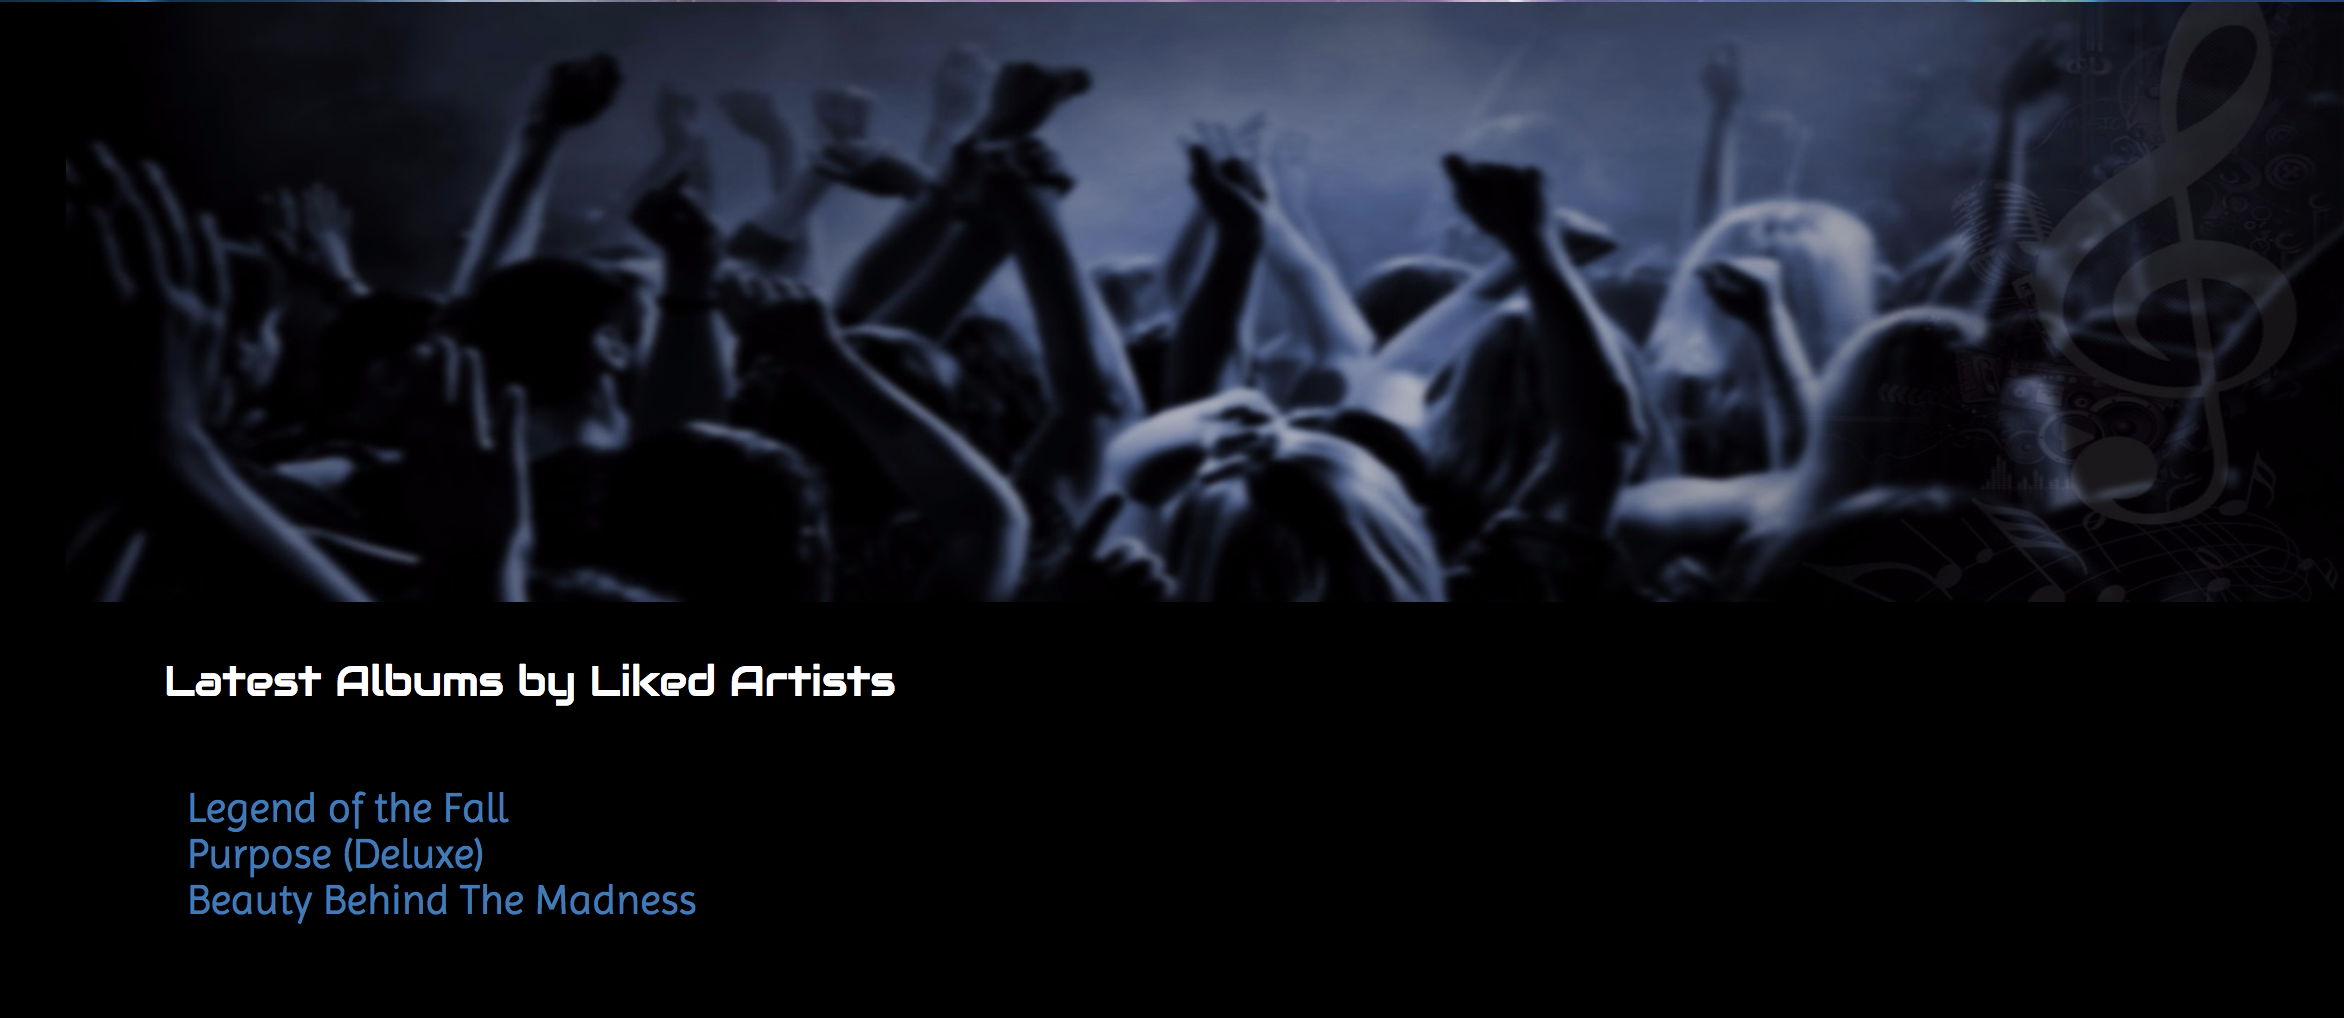 Latest Albums by Liked Artists
Legend of the Fall
Purpose (Deluxe)
Beauty Behind The Madness